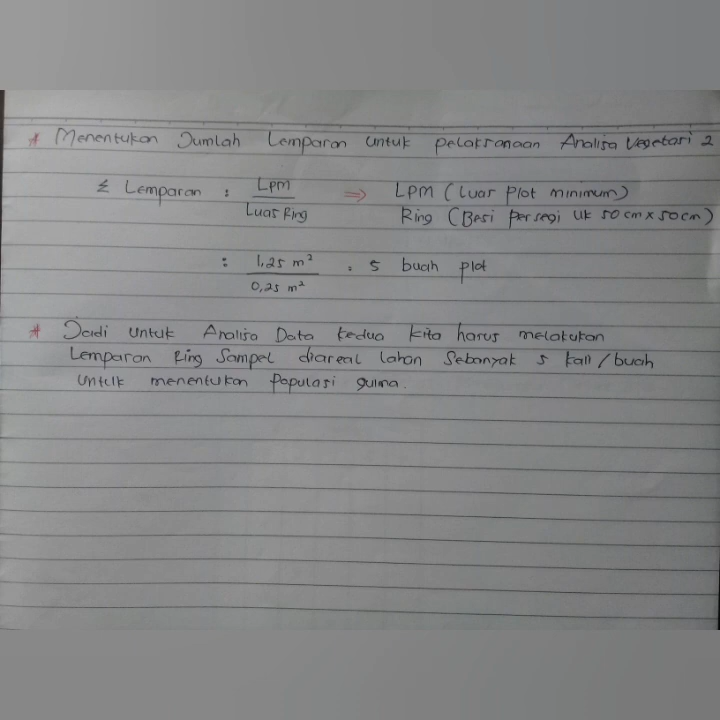 * Menentukan Jumlah Lemparan untuk pelaksanaan Analisa Vegetasi 2
Σ Lemparan : LPM / Luas Ring ⇒ LPM (Luas Plot minimum)
Ring (Besi persegi uk 50 cm x 50 cm)
: 1,25 m² / 0,25 m² : 5 buah plot
* Jadi untuk Analisa Data kedua kita harus melakukan
Lemparan Ring Sampel diareal lahan Sebanyak 5 kali/buah
Untuk menentukan Populasi gulma.